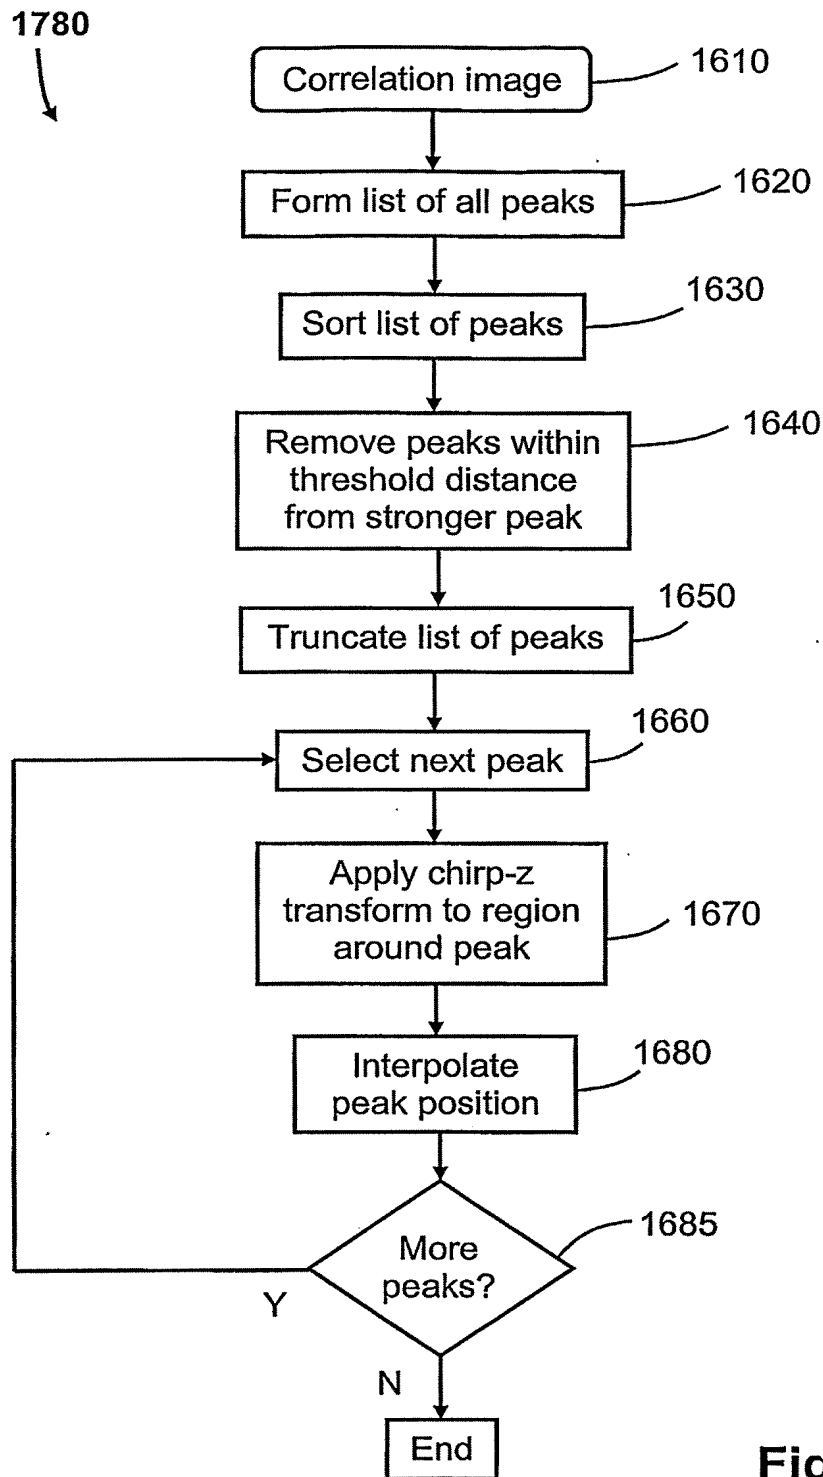 1780
Correlation image
1610
Form list of all peaks
1620
Sort list of peaks
1630
Remove peaks within
threshold distance
from stronger peak
1640
Truncate list of peaks
1650
Select next peak
1660
Apply chirp-z
transform to region
around peak
1670
Interpolate
peak position
1680
More
peaks?
1685
Y
N
End
Fig